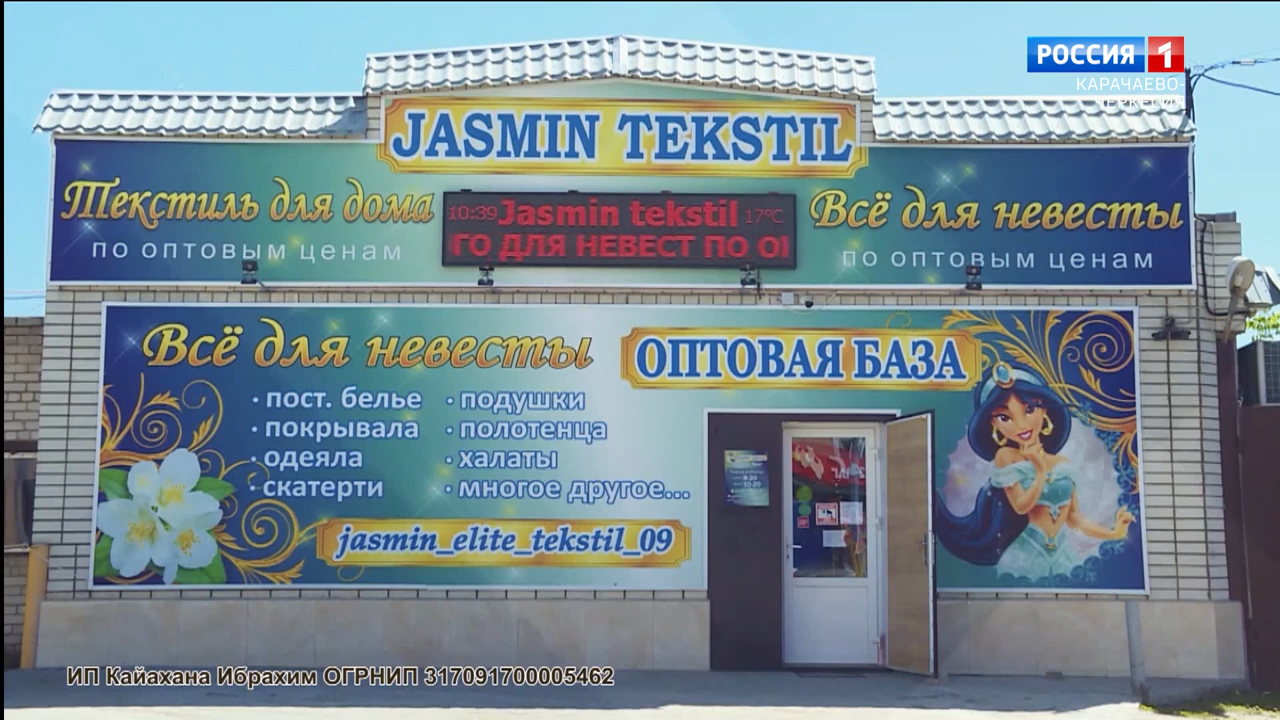 РОССИЯ 1
КАРАЧАЕВО-
ЧЕРКЕСИЯ
JASMIN TEKSTIL
Текстиль для дома
по оптовым ценам
10:39 Jasmin tekstil 17°C
ГО ДЛЯ НЕВЕСТ ПО
Всё для невесты
по оптовым ценам
Всё для невесты
· пост. белье
· покрывала
· одеяла
· скатерти
· подушки
· полотенца
· халаты
· многое другое...
jasmin_elite_tekstil_09
ОПТОВАЯ БАЗА
ИП Кайахана Ибрахим ОГРНИП 317091700005462